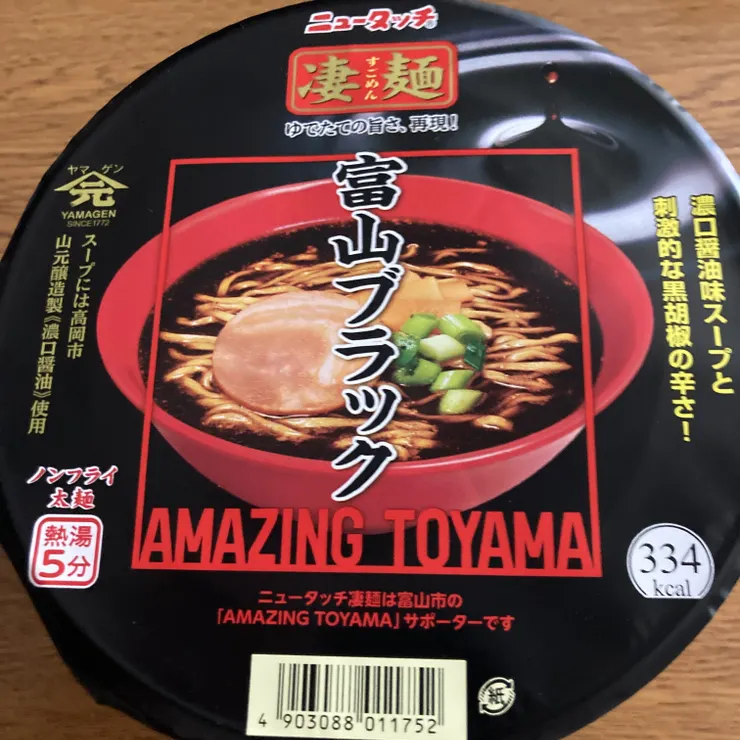 ニュータッチ®
凄麺
すごめん
ゆでたての旨さ、再現！
富山ブラック
ヤマゲン
元
YAMAGEN
SINCE1772
スープには高岡市
山元醸造製《濃口醤油》使用
濃口醤油味スープと
刺激的な黒胡椒の辛さ！
ノンフライ
太麺
熱湯
5分
AMAZING TOYAMA
334
kcal
ニュータッチ凄麺は富山市の
「AMAZING TOYAMA」サポーターです
4 903088 011752
紙